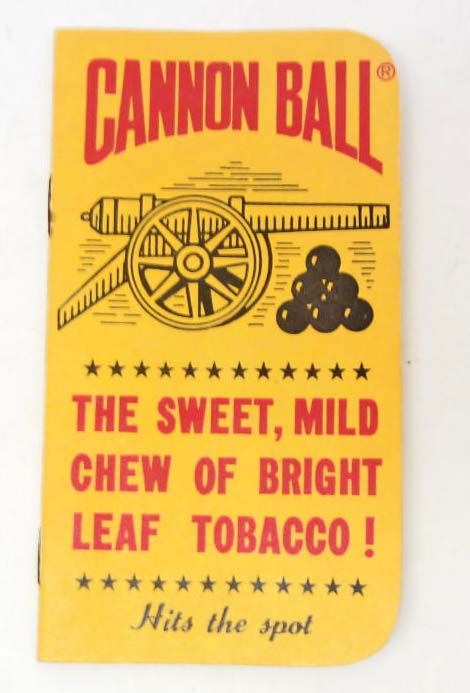 CANNON BALL®
THE SWEET, MILD
CHEW OF BRIGHT
LEAF TOBACCO!
Hits the spot